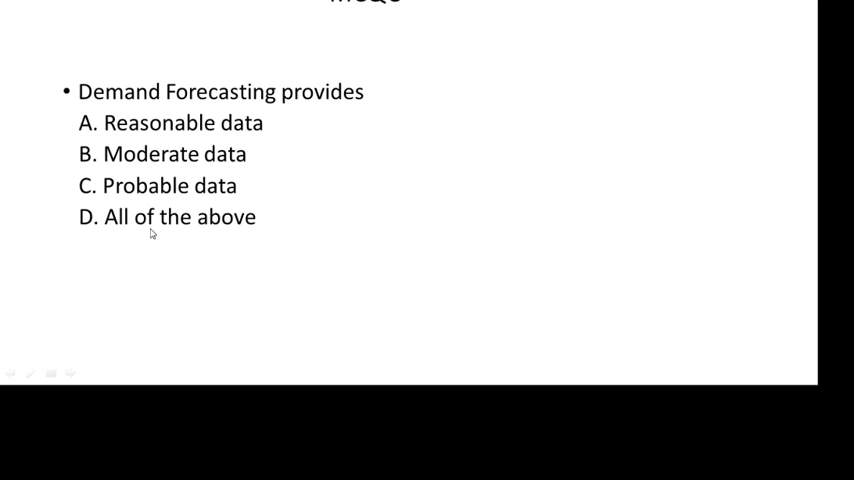 • Demand Forecasting provides
A. Reasonable data
B. Moderate data
C. Probable data
D. All of the above